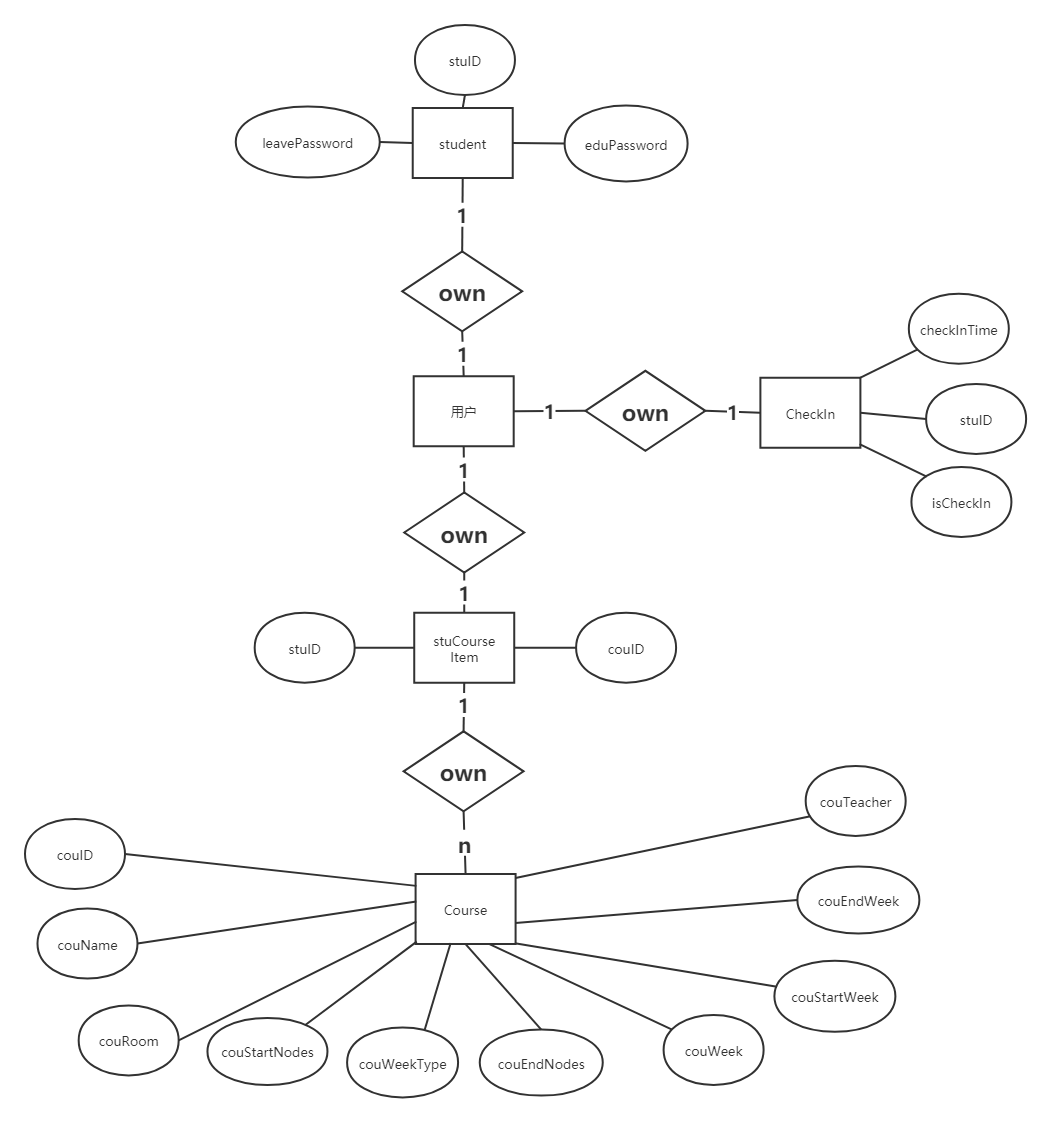 stuID
leavePassword
student
eduPassword
1
own
1
checkInTime
用户
1
own
1
CheckIn
stuID
isCheckIn
1
own
1
stuID
stuCourse
Item
couID
1
own
couTeacher
n
couID
couEndWeek
Course
couName
couStartWeek
couRoom
couStartNodes
couWeekType
couEndNodes
couWeek